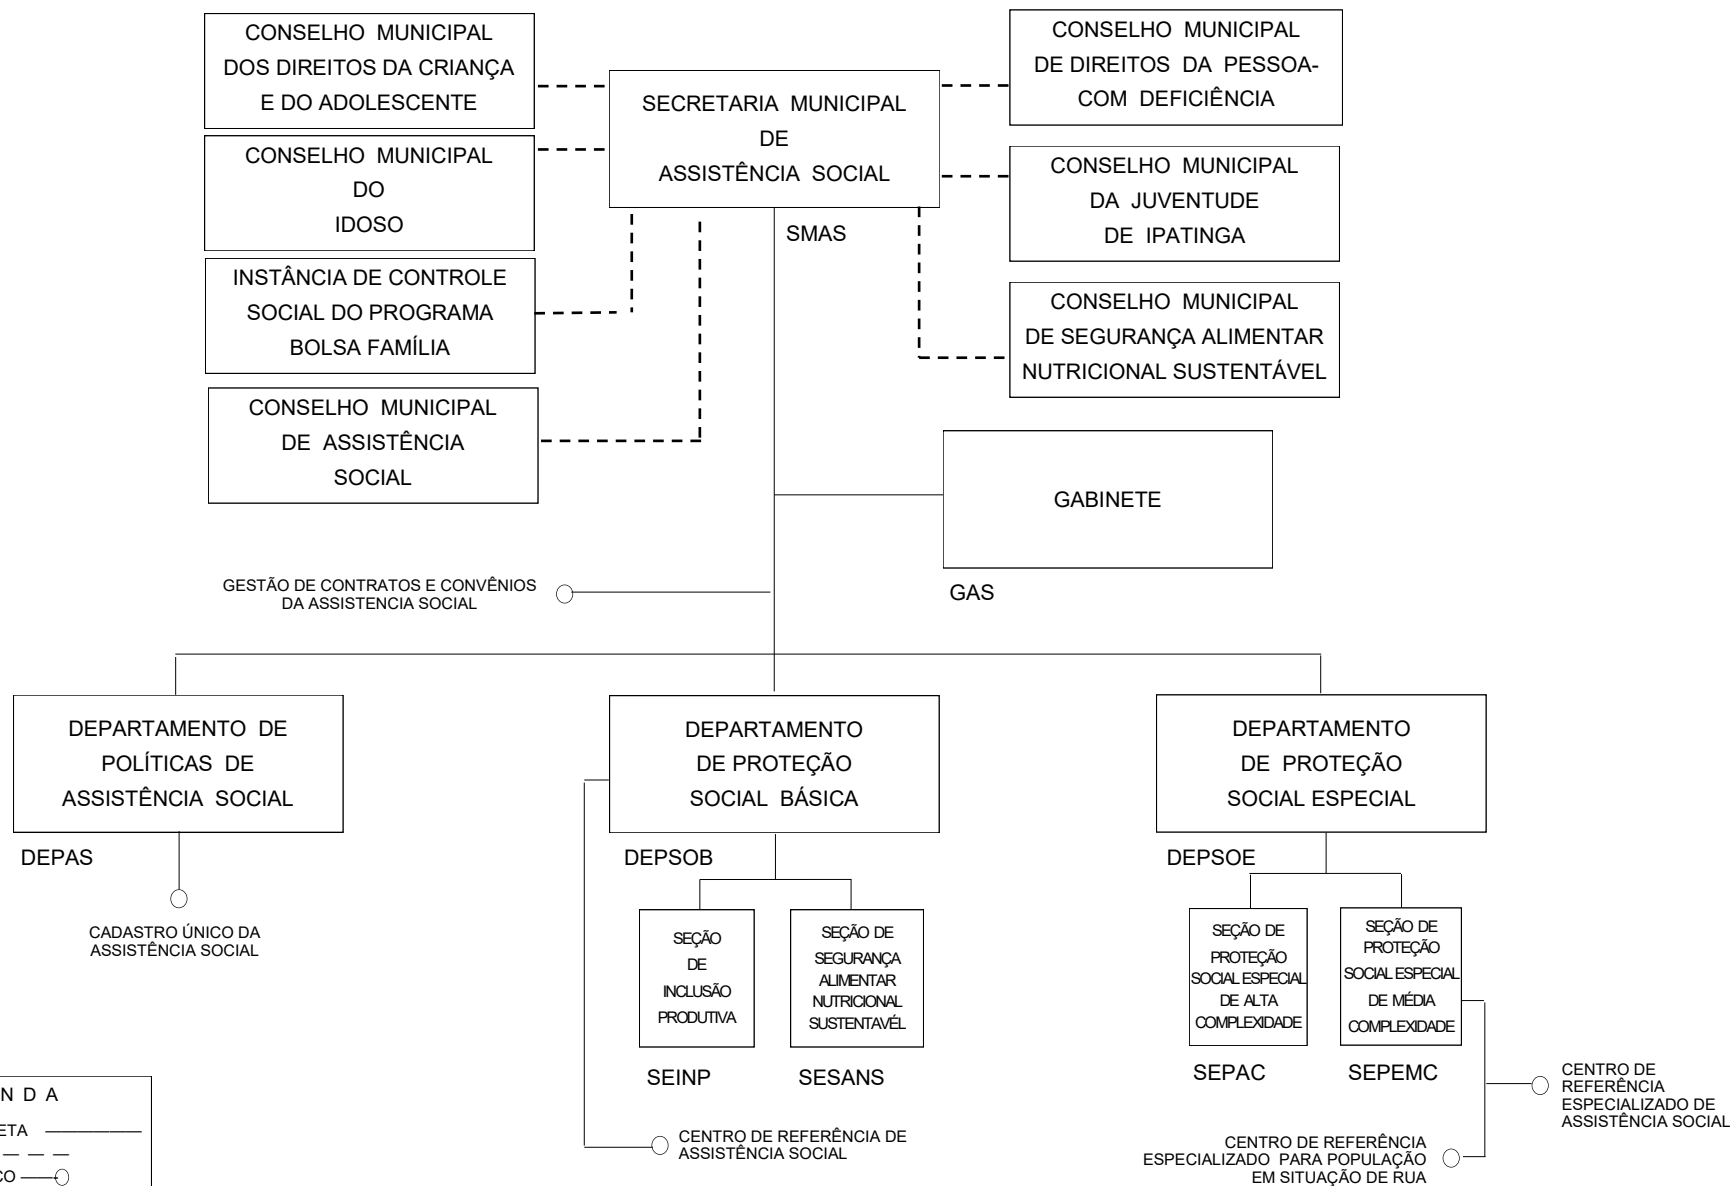 CONSELHO MUNICIPAL
DOS DIREITOS DA CRIANÇA
E DO ADOLESCENTE
CONSELHO MUNICIPAL
DO
IDOSO
INSTÂNCIA DE CONTROLE
SOCIAL DO PROGRAMA
BOLSA FAMÍLIA
CONSELHO MUNICIPAL
DE ASSISTÊNCIA
SOCIAL
SECRETARIA MUNICIPAL
DE
ASSISTÊNCIA SOCIAL
SMAS
CONSELHO MUNICIPAL
DE DIREITOS DA PESSOA-
COM DEFICIÊNCIA
CONSELHO MUNICIPAL
DA JUVENTUDE
DE IPATINGA
CONSELHO MUNICIPAL
DE SEGURANÇA ALIMENTAR
NUTRICIONAL SUSTENTÁVEL
GABINETE
GAS
GESTÃO DE CONTRATOS E CONVÊNIOS
DA ASSISTENCIA SOCIAL
DEPARTAMENTO DE
POLÍTICAS DE
ASSISTÊNCIA SOCIAL
DEPAS
CADASTRO ÚNICO DA
ASSISTÊNCIA SOCIAL
DEPARTAMENTO
DE PROTEÇÃO
SOCIAL BÁSICA
DEPSOB
SEÇÃO
DE
INCLUSÃO
PRODUTIVA
SEINP
SEÇÃO DE
SEGURANÇA
ALIMENTAR
NUTRICIONAL
SUSTENTAVÉL
SESANS
CENTRO DE REFERÊNCIA DE
ASSISTÊNCIA SOCIAL
DEPARTAMENTO
DE PROTEÇÃO
SOCIAL ESPECIAL
DEPSOE
SEÇÃO DE
PROTEÇÃO
SOCIAL ESPECIAL
DE ALTA
COMPLEXIDADE
SEPAC
SEÇÃO DE
PROTEÇÃO
SOCIAL ESPECIAL
DE MÉDIA
COMPLEXIDADE
SEPEMC
CENTRO DE
REFERÊNCIA
ESPECIALIZADO DE
ASSISTÊNCIA SOCIAL
CENTRO DE REFERÊNCIA
ESPECIALIZADO PARA POPULAÇÃO
EM SITUAÇÃO DE RUA
N D A
ETA